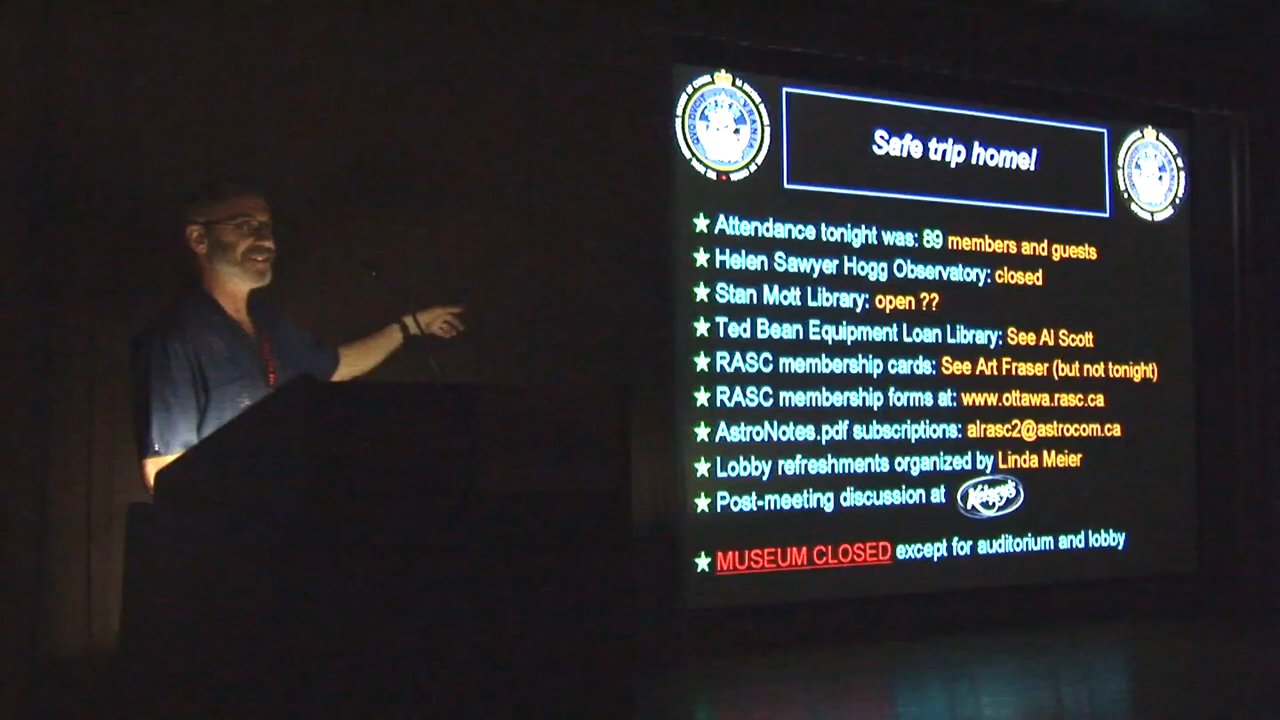 Safe trip home!
Attendance tonight was: 89 members and guests
Helen Sawyer Hogg Observatory: closed
Stan Mott Library: open ??
Ted Bean Equipment Loan Library: See Al Scott
RASC membership cards: See Art Fraser (but not tonight)
RASC membership forms at: www.ottawa.rasc.ca
AstroNotes.pdf subscriptions: alrasc2@astrocom.ca
Lobby refreshments organized by Linda Meier
Post-meeting discussion at Kelsey's
MUSEUM CLOSED except for auditorium and lobby